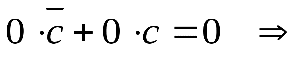 0 ⋅c̅ + 0 ⋅c = 0 ⇒